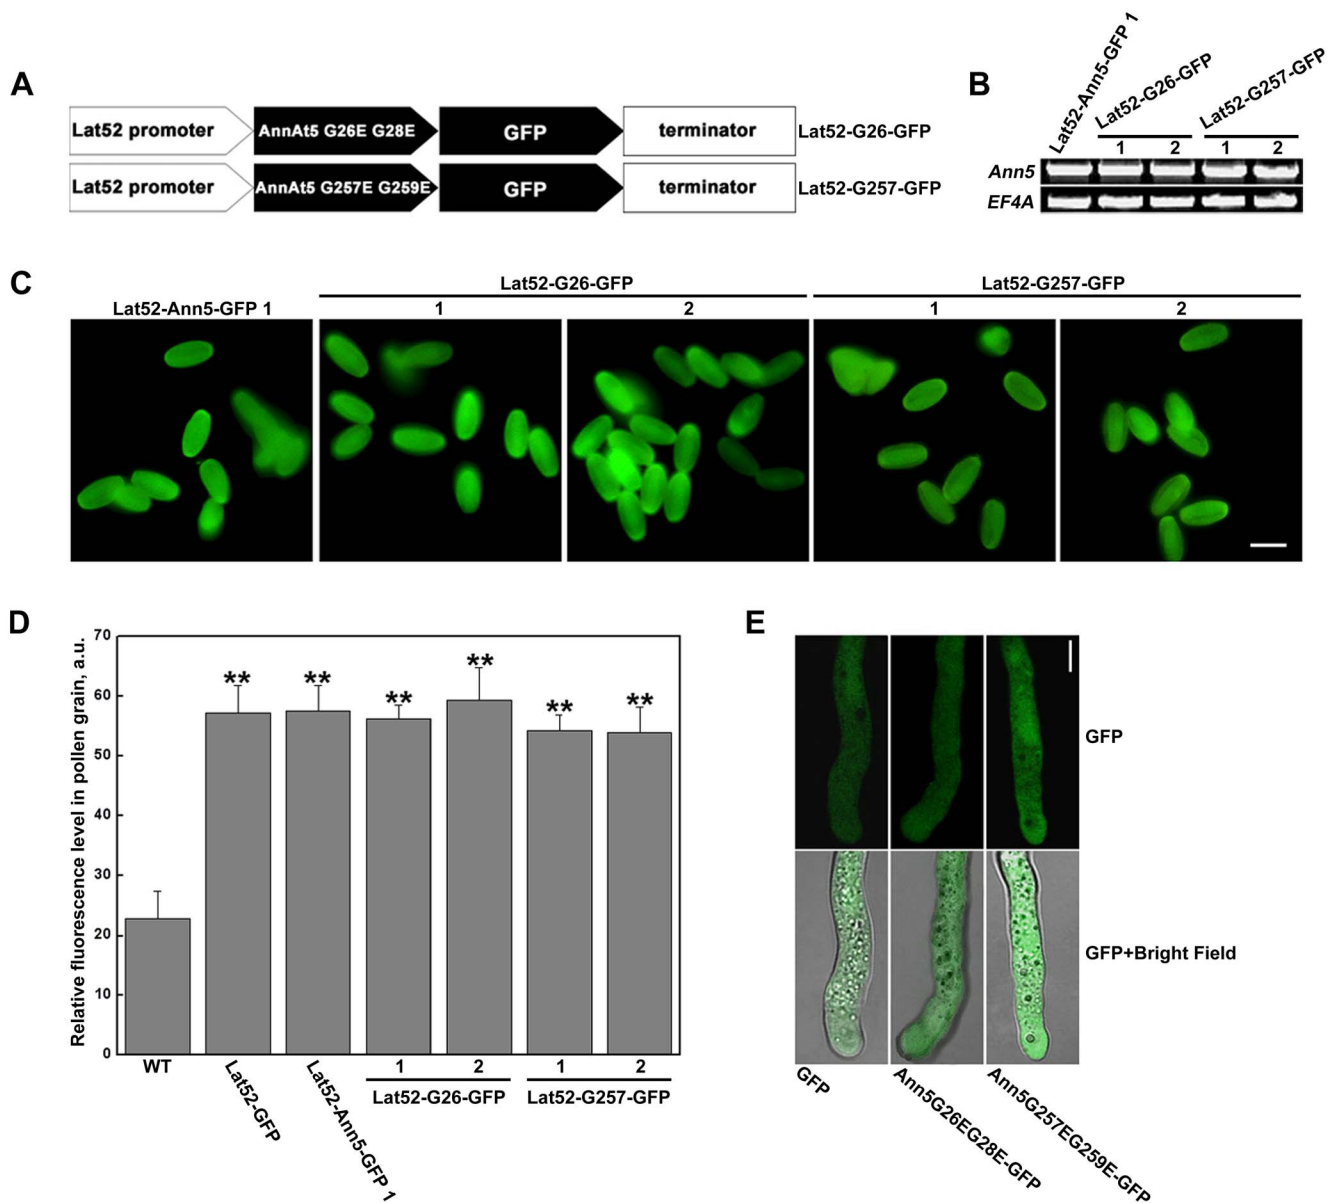 A
Lat52 promoter
AnnAt5 G26E G28E
GFP
terminator
Lat52-G26-GFP
Lat52 promoter
AnnAt5 G257E G259E
GFP
terminator
Lat52-G257-GFP
B
Lat52-Ann5-GFP 1
Lat52-G26-GFP
Lat52-G257-GFP
1 2 1 2
Ann5
EF4A
C
Lat52-G26-GFP
Lat52-G257-GFP
Lat52-Ann5-GFP 1
1 2 1 2
D
Relative fluorescence level in pollen grain, a.u.
70
60
50
40
30
20
10
0
** ** ** ** ** **
WT
Lat52-GFP
Lat52-Ann5-GFP 1
1 2 1 2
Lat52-G26-GFP
Lat52-G257-GFP
E
GFP
GFP+Bright Field
GFP
Ann5G26EG28E-GFP
Ann5G257EG259E-GFP